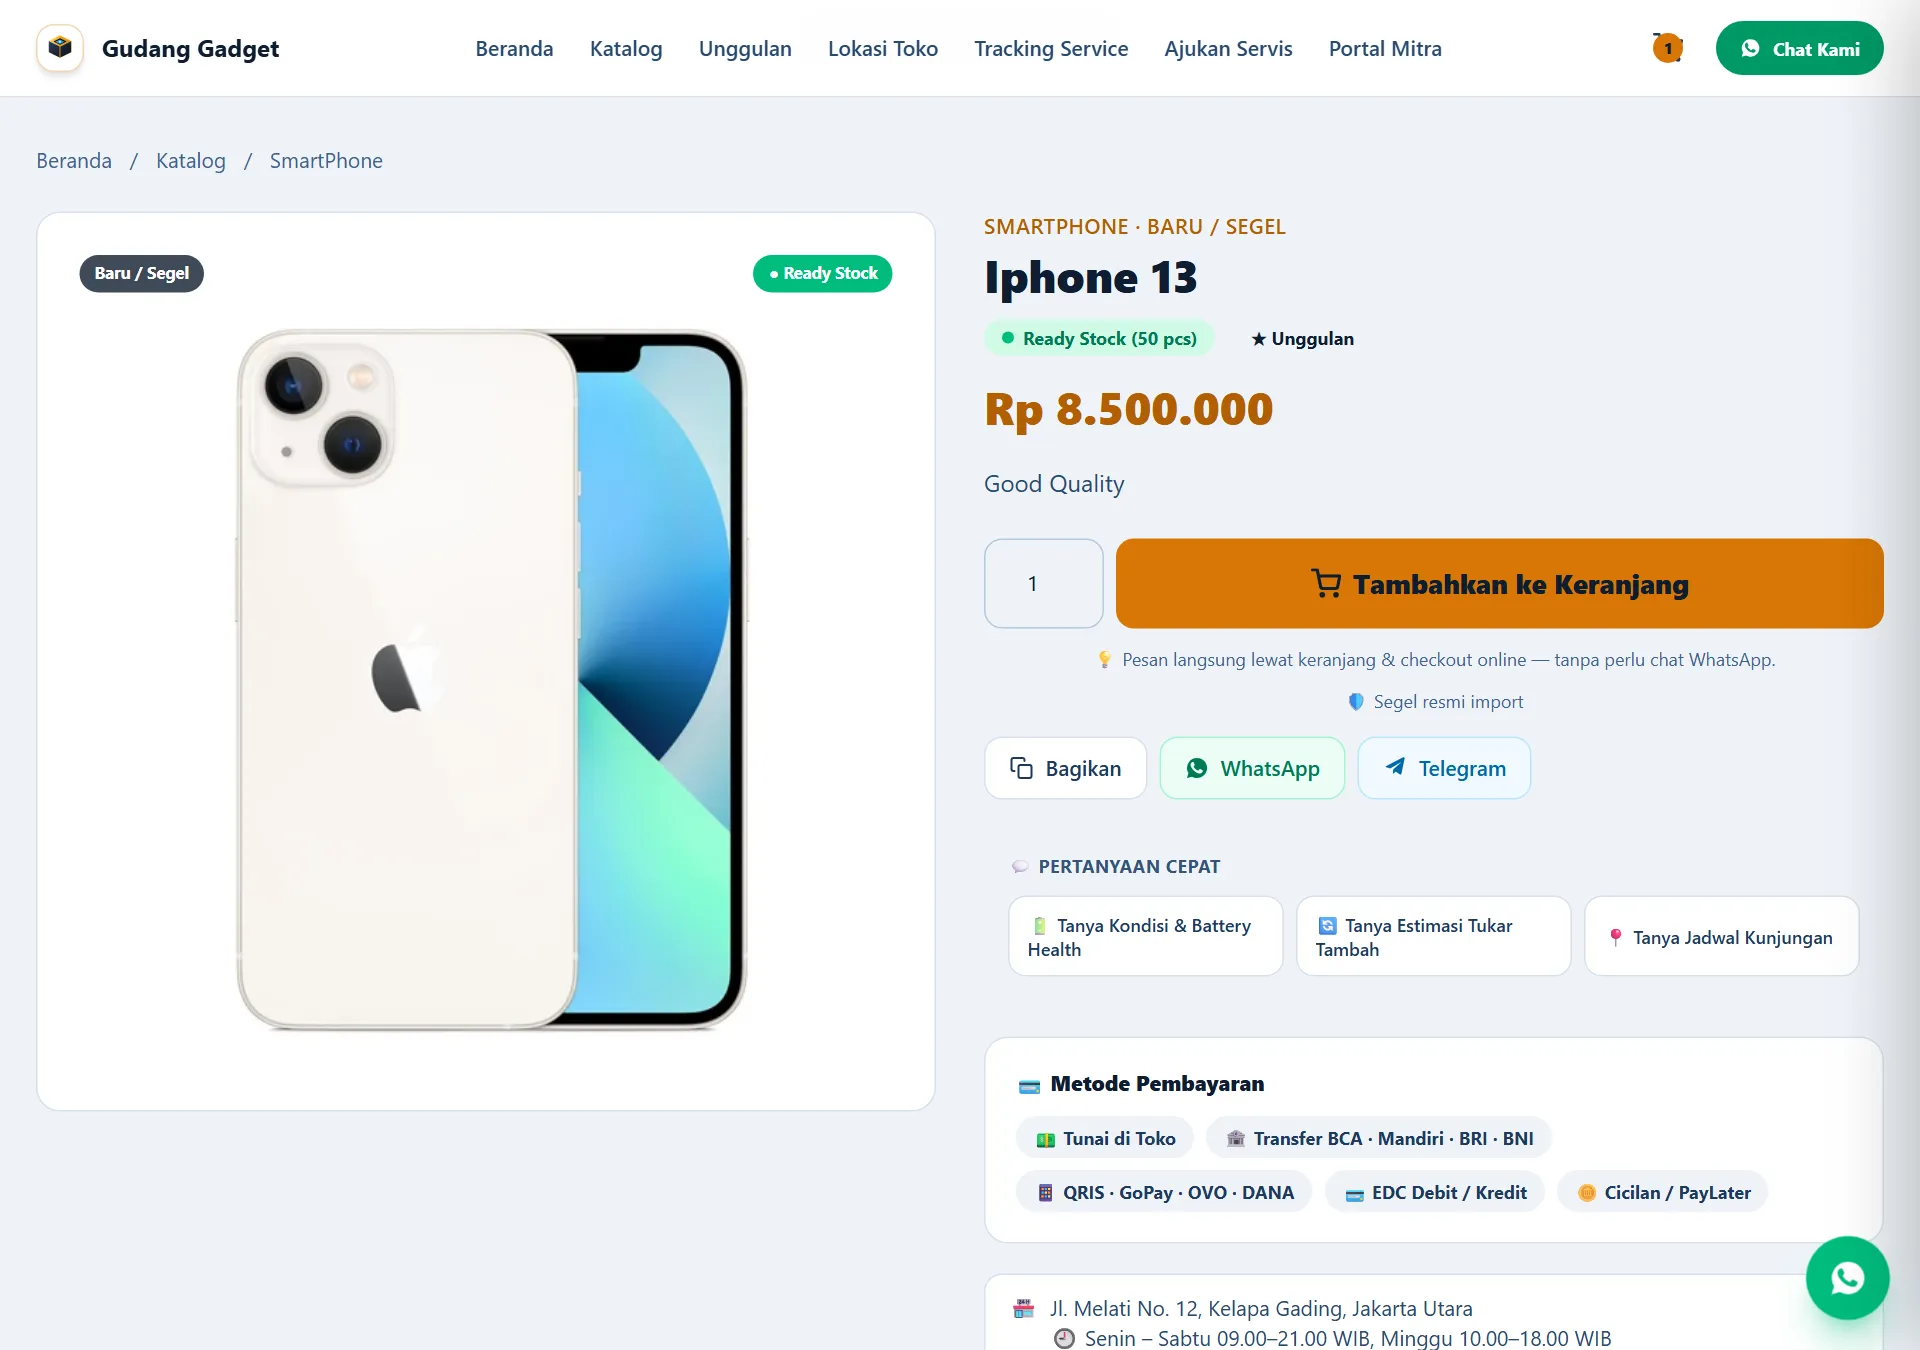 Gudang Gadget
Beranda Katalog Unggulan Lokasi Toko Tracking Service Ajukan Servis Portal Mitra
1
Chat Kami
Beranda / Katalog / SmartPhone
Baru / Segel
● Ready Stock
SMARTPHONE · BARU / SEGEL
Iphone 13
Ready Stock (50 pcs)
★ Unggulan
Rp 8.500.000
Good Quality
1
Tambahkan ke Keranjang
💡 Pesan langsung lewat keranjang & checkout online — tanpa perlu chat WhatsApp.
🛡️ Segel resmi import
Bagikan
WhatsApp
Telegram
💬 PERTANYAAN CEPAT
🔋 Tanya Kondisi & Battery
Health
🔄 Tanya Estimasi Tukar
Tambah
📍 Tanya Jadwal Kunjungan
💳 Metode Pembayaran
💵 Tunai di Toko
🏦 Transfer BCA · Mandiri · BRI · BNI
📱 QRIS · GoPay · OVO · DANA
💳 EDC Debit / Kredit
🪙 Cicilan / PayLater
🏪 Jl. Melati No. 12, Kelapa Gading, Jakarta Utara
🕘 Senin – Sabtu 09.00–21.00 WIB, Minggu 10.00–18.00 WIB